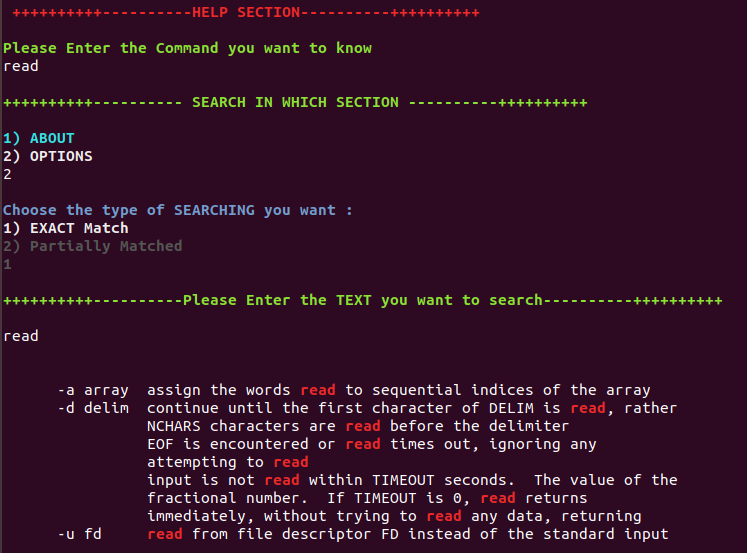 ++++++++++----------HELP SECTION----------++++++++++
Please Enter the Command you want to know
read
++++++++++---------- SEARCH IN WHICH SECTION ----------++++++++++
1) ABOUT
2) OPTIONS
2
Choose the type of SEARCHING you want :
1) EXACT Match
2) Partially Matched
1
++++++++++----------Please Enter the TEXT you want to search----------++++++++++
read
-a array  assign the words read to sequential indices of the array
-d delim  continue until the first character of DELIM is read, rather
NCHARS characters are read before the delimiter
EOF is encountered or read times out, ignoring any
attempting to read
input is not read within TIMEOUT seconds.  The value of the
fractional number.  If TIMEOUT is 0, read returns
immediately, without trying to read any data, returning
-u fd     read from file descriptor FD instead of the standard input